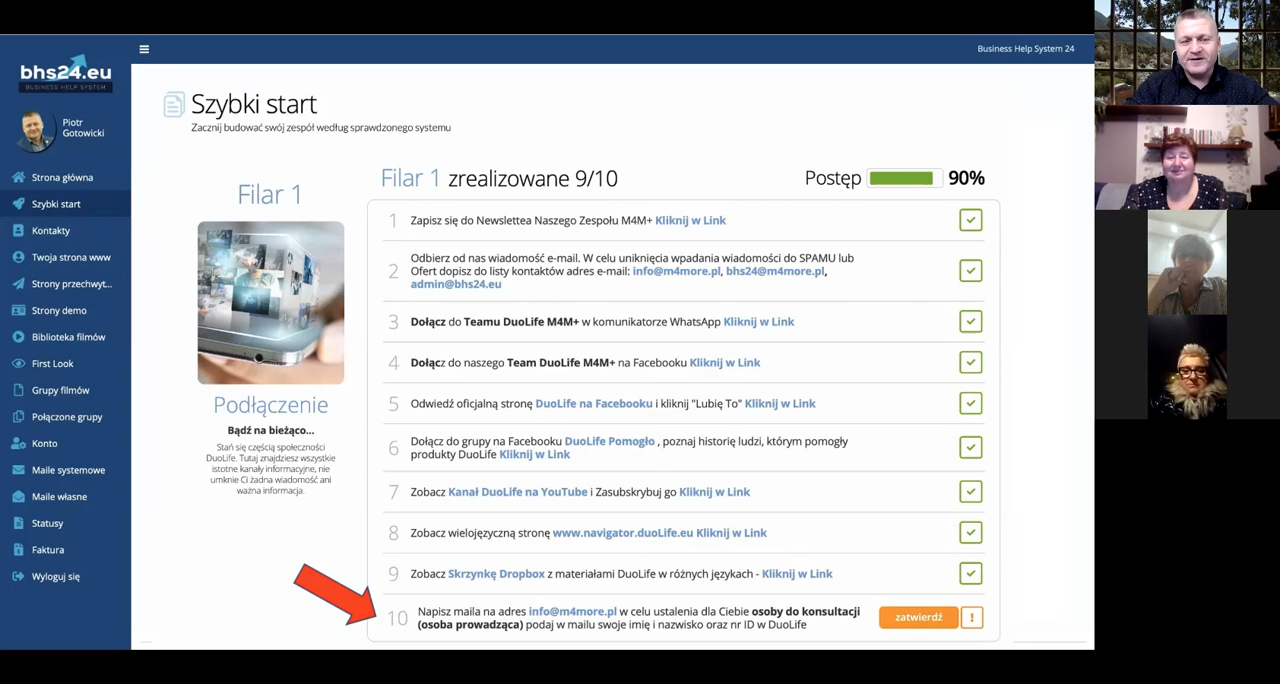 Business Help System 24
bhs24.eu
BUSINESS HELP SYSTEM
Piotr
Gotowicki
Strona główna
Szybki start
Kontakty
Twoja strona www
Strony przechwyt...
Strony demo
Biblioteka filmów
First Look
Grupy filmów
Połączone grupy
Konto
Maile systemowe
Maile własne
Statusy
Faktura
Wyloguj się
Szybki start
Zacznij budować swój zespół według sprawdzonego systemu
Filar 1
Podłączenie
Bądź na bieżąco...
Stań się częścią społeczności
DuoLife. Tutaj znajdziesz wszystkie
istotne kanały informacyjne, nie
umknie Ci żadna wiadomość ani
ważna informacja.
Filar 1 zrealizowane 9/10
Postęp 90%
1 Zapisz się do Newslettea Naszego Zespołu M4M+ Kliknij w Link
2 Odbierz od nas wiadomość e-mail. W celu uniknięcia wpadania wiadomości do SPAMU lub
Ofert dopisz do listy kontaktów adres e-mail: info@m4more.pl, bhs24@m4more.pl,
admin@bhs24.eu
3 Dołącz do Teamu DuoLife M4M+ w komunikatorze WhatsApp Kliknij w Link
4 Dołącz do naszego Team DuoLife M4M+ na Facebooku Kliknij w Link
5 Odwiedź oficjalną stronę DuoLife na Facebooku i kliknij "Lubię To" Kliknij w Link
6 Dołącz do grupy na Facebooku DuoLife Pomogło , poznaj historię ludzi, którym pomogły
produkty DuoLife Kliknij w Link
7 Zobacz Kanał DuoLife na YouTube i Zasubskrybuj go Kliknij w Link
8 Zobacz wielojęzyczną stronę www.navigator.duoLife.eu Kliknij w Link
9 Zobacz Skrzynkę Dropbox z materiałami DuoLife w różnych językach - Kliknij w Link
10 Napisz maila na adres info@m4more.pl w celu ustalenia dla Ciebie osoby do konsultacji
(osoba prowadząca) podaj w mailu swoje imię i nazwisko oraz nr ID w DuoLife
zatwierdź !